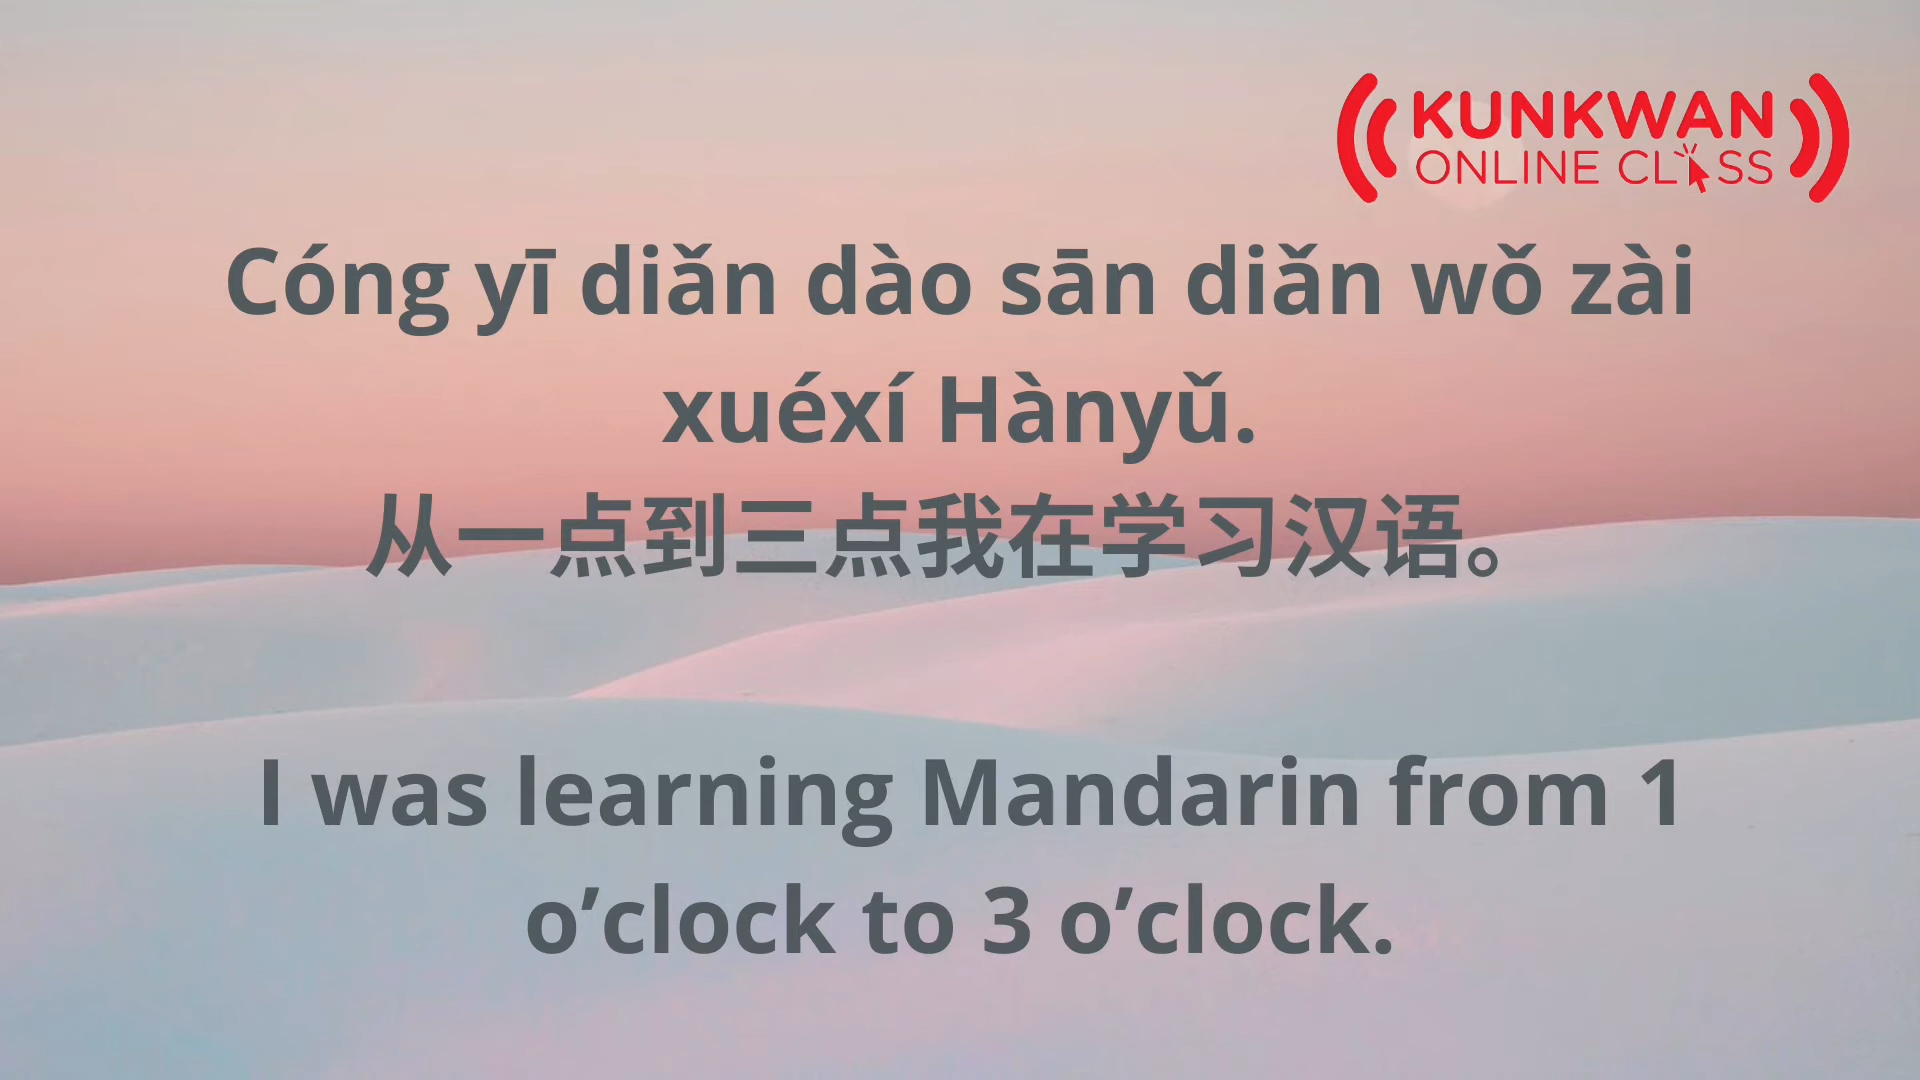 KUNKWAN
ONLINE CLASS
Cóng yī diǎn dào sān diǎn wǒ zài
xuéxí Hànyǔ.
从一点到三点我在学习汉语。
I was learning Mandarin from 1
o’clock to 3 o’clock.